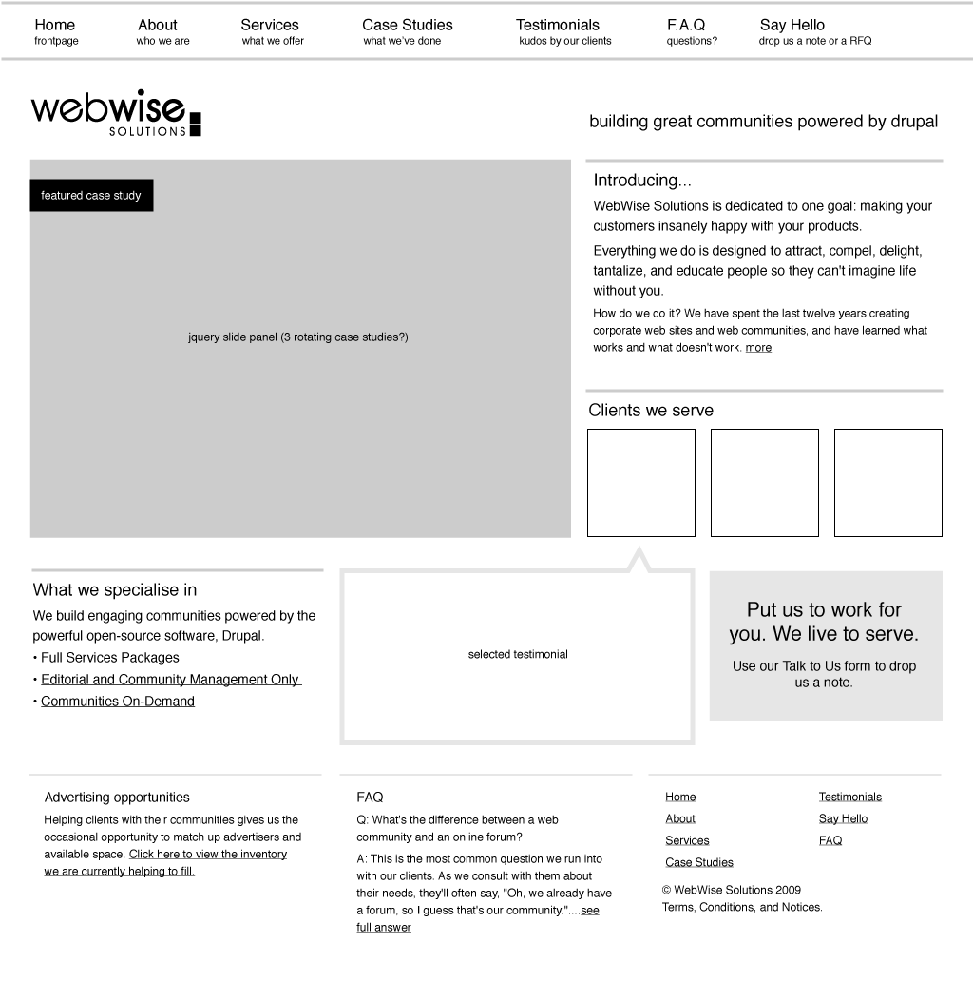 Home
frontpage
About
who we are
Services
what we offer
Case Studies
what we've done
Testimonials
kudos by our clients
F.A.Q
questions?
Say Hello
drop us a note or a RFQ
webwise
SOLUTIONS
building great communities powered by drupal
featured case study
jquery slide panel (3 rotating case studies?)
Introducing...
WebWise Solutions is dedicated to one goal: making your
customers insanely happy with your products.
Everything we do is designed to attract, compel, delight,
tantalize, and educate people so they can't imagine life
without you.
How do we do it? We have spent the last twelve years creating
corporate web sites and web communities, and have learned what
works and what doesn't work. more
Clients we serve
What we specialise in
We build engaging communities powered by the
powerful open-source software, Drupal.
• Full Services Packages
• Editorial and Community Management Only
• Communities On-Demand
selected testimonial
Put us to work for
you. We live to serve.
Use our Talk to Us form to drop
us a note.
Advertising opportunities
Helping clients with their communities gives us the
occasional opportunity to match up advertisers and
available space. Click here to view the inventory
we are currently helping to fill.
FAQ
Q: What's the difference between a web
community and an online forum?
A: This is the most common question we run into
with our clients. As we consult with them about
their needs, they'll often say, "Oh, we already have
a forum, so I guess that's our community."....see
full answer
Home
About
Services
Case Studies
Testimonials
Say Hello
FAQ
© WebWise Solutions 2009
Terms, Conditions, and Notices.